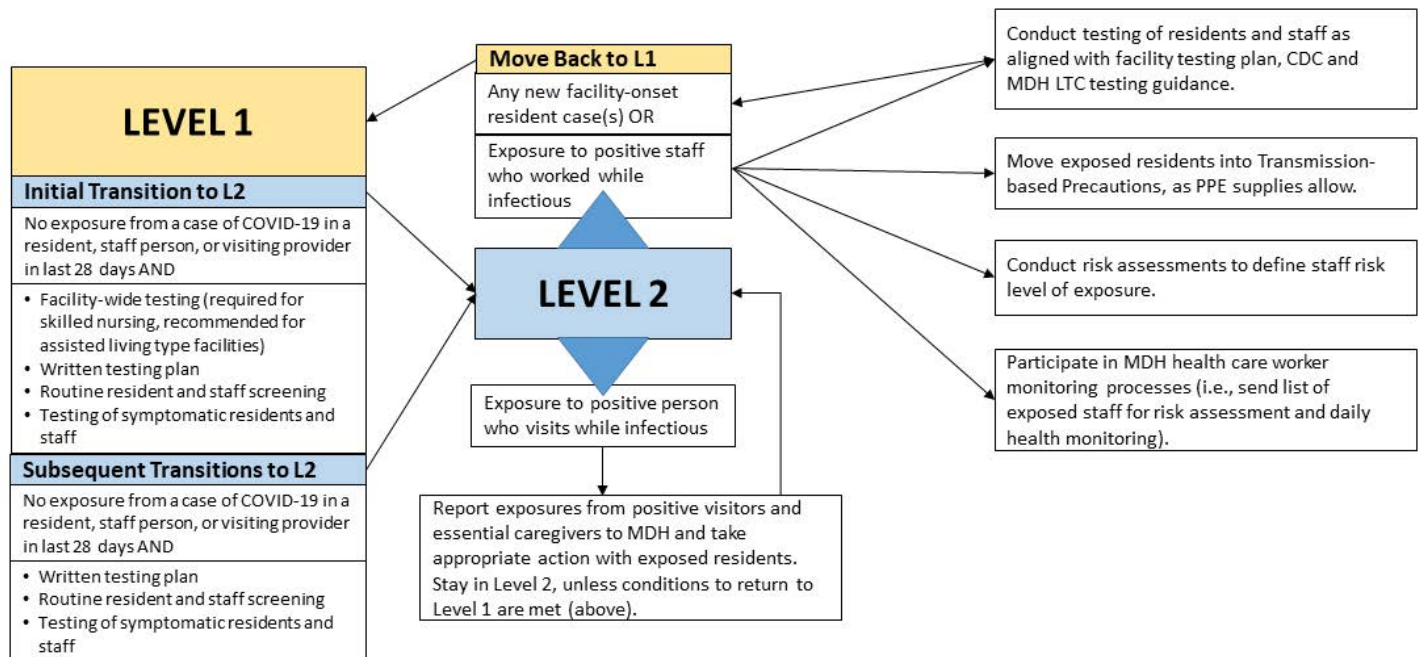 LEVEL 1
Initial Transition to L2
No exposure from a case of COVID-19 in a
resident, staff person, or visiting provider
in last 28 days AND
• Facility-wide testing (required for
skilled nursing, recommended for
assisted living type facilities)
• Written testing plan
• Routine resident and staff screening
• Testing of symptomatic residents and
staff
Subsequent Transitions to L2
No exposure from a case of COVID-19 in a
resident, staff person, or visiting provider
in last 28 days AND
• Written testing plan
• Routine resident and staff screening
• Testing of symptomatic residents and
staff
Move Back to L1
Any new facility-onset
resident case(s) OR
Exposure to positive staff
who worked while
infectious
LEVEL 2
Exposure to positive person
who visits while infectious
Report exposures from positive visitors and
essential caregivers to MDH and take
appropriate action with exposed residents.
Stay in Level 2, unless conditions to return to
Level 1 are met (above).
Conduct testing of residents and staff as
aligned with facility testing plan, CDC and
MDH LTC testing guidance.
Move exposed residents into Transmission-
based Precautions, as PPE supplies allow.
Conduct risk assessments to define staff risk
level of exposure.
Participate in MDH health care worker
monitoring processes (i.e., send list of
exposed staff for risk assessment and daily
health monitoring).